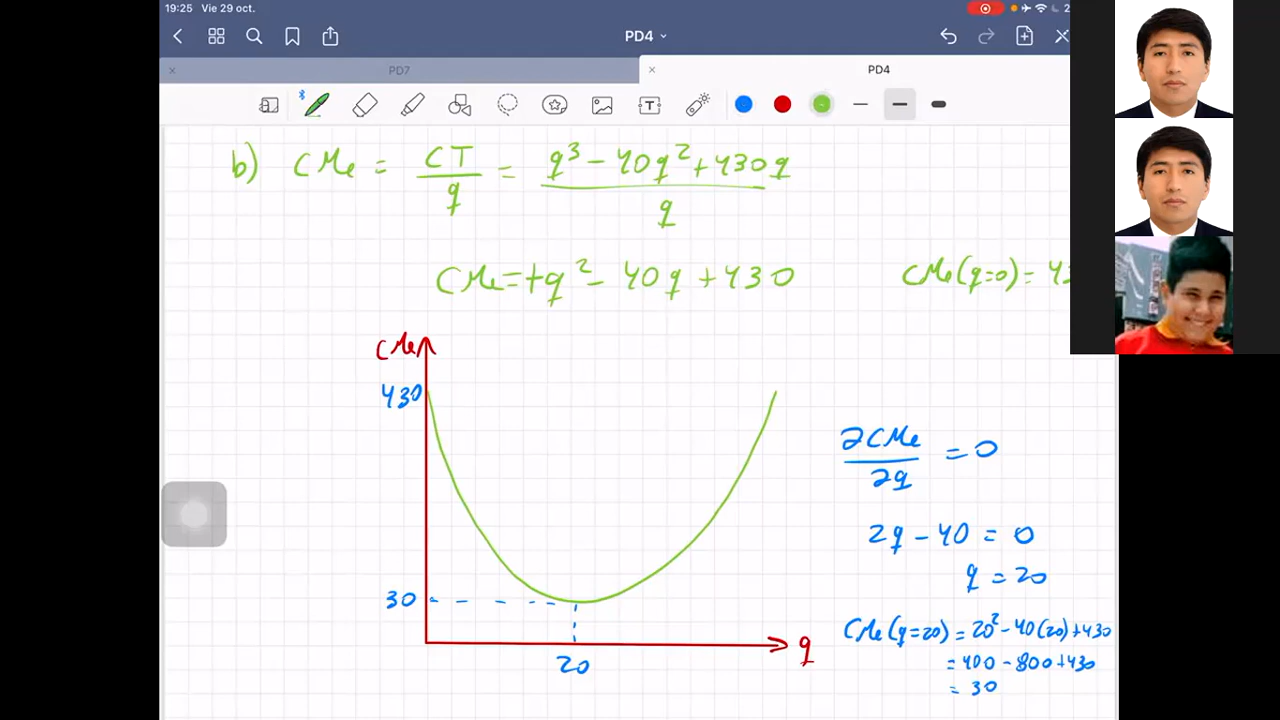 19:25 Vie 29 oct.
PD4
PD7
PD4
b) CMe = CT / q = q³ - 40q² + 430q / q
CMe = +q² - 40q + 430
CMe(q=0) = 43
CMe
430
30
20
q
∂CMe / ∂q = 0
2q - 40 = 0
q = 20
CMe(q=20) = 20² - 40(20) + 430
= 400 - 800 + 430
= 30